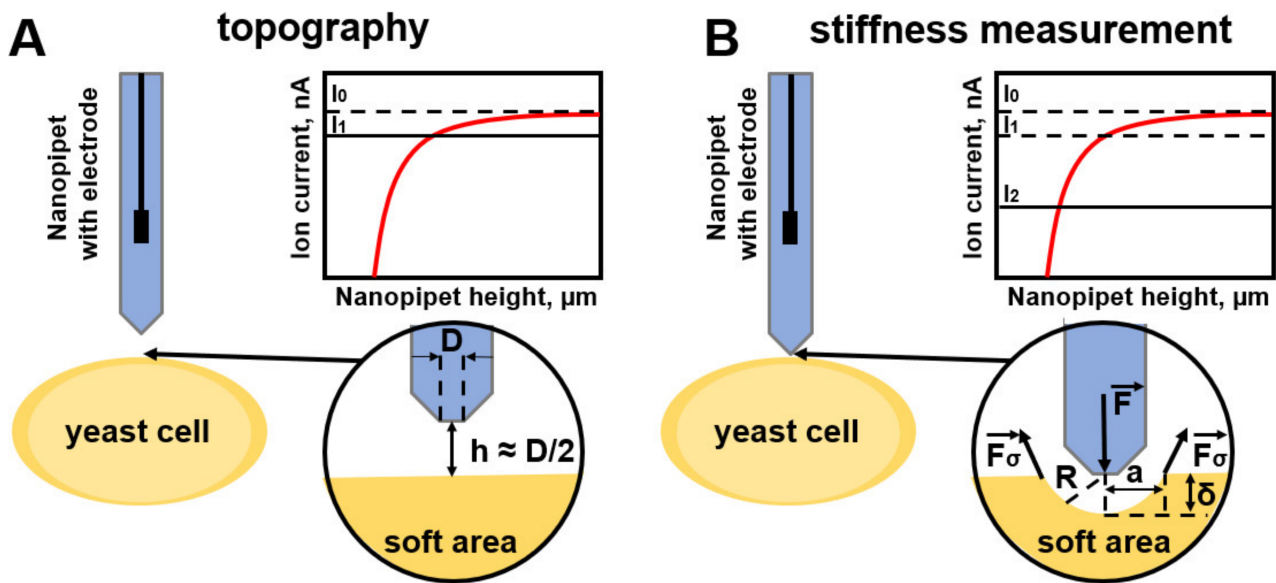 A
topography
Nanopipet
with electrode
Ion current, nA
I₀
I₁
Nanopipet height, µm
D
h ≈ D/2
yeast cell
soft area
B
stiffness measurement
Nanopipet
with electrode
Ion current, nA
I₀
I₁
I₂
Nanopipet height, µm
F
Fσ
Fσ
R
a
δ
yeast cell
soft area